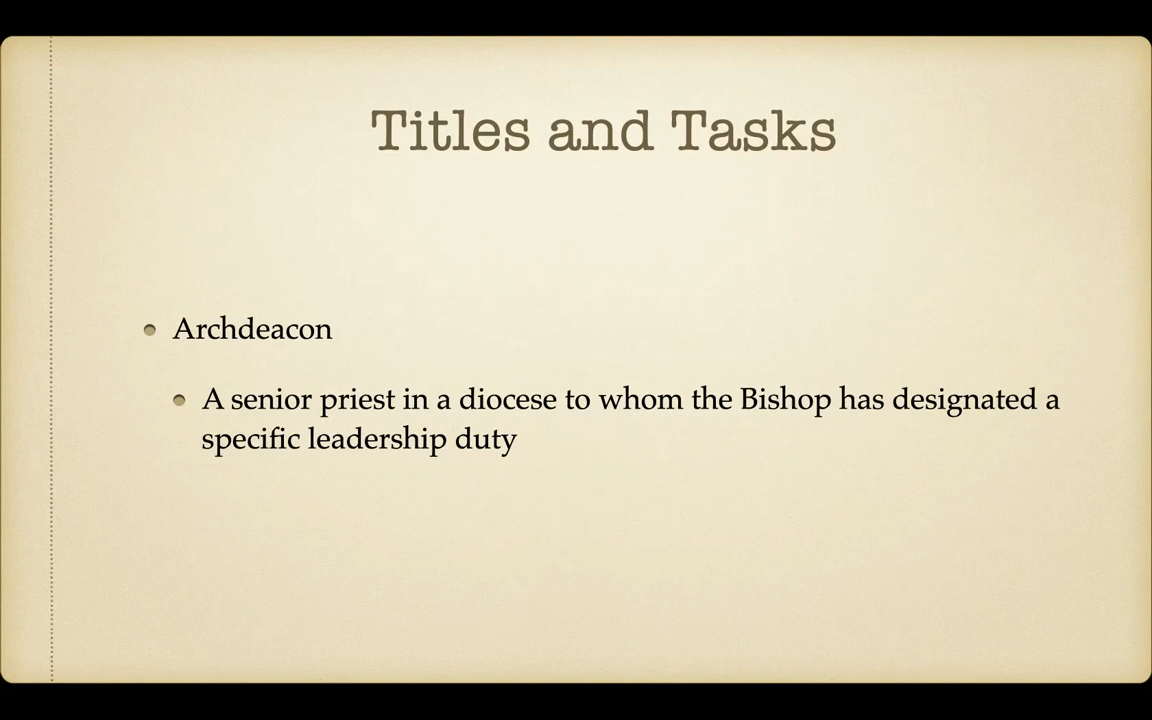 Titles and Tasks
Archdeacon
A senior priest in a diocese to whom the Bishop has designated a
specific leadership duty